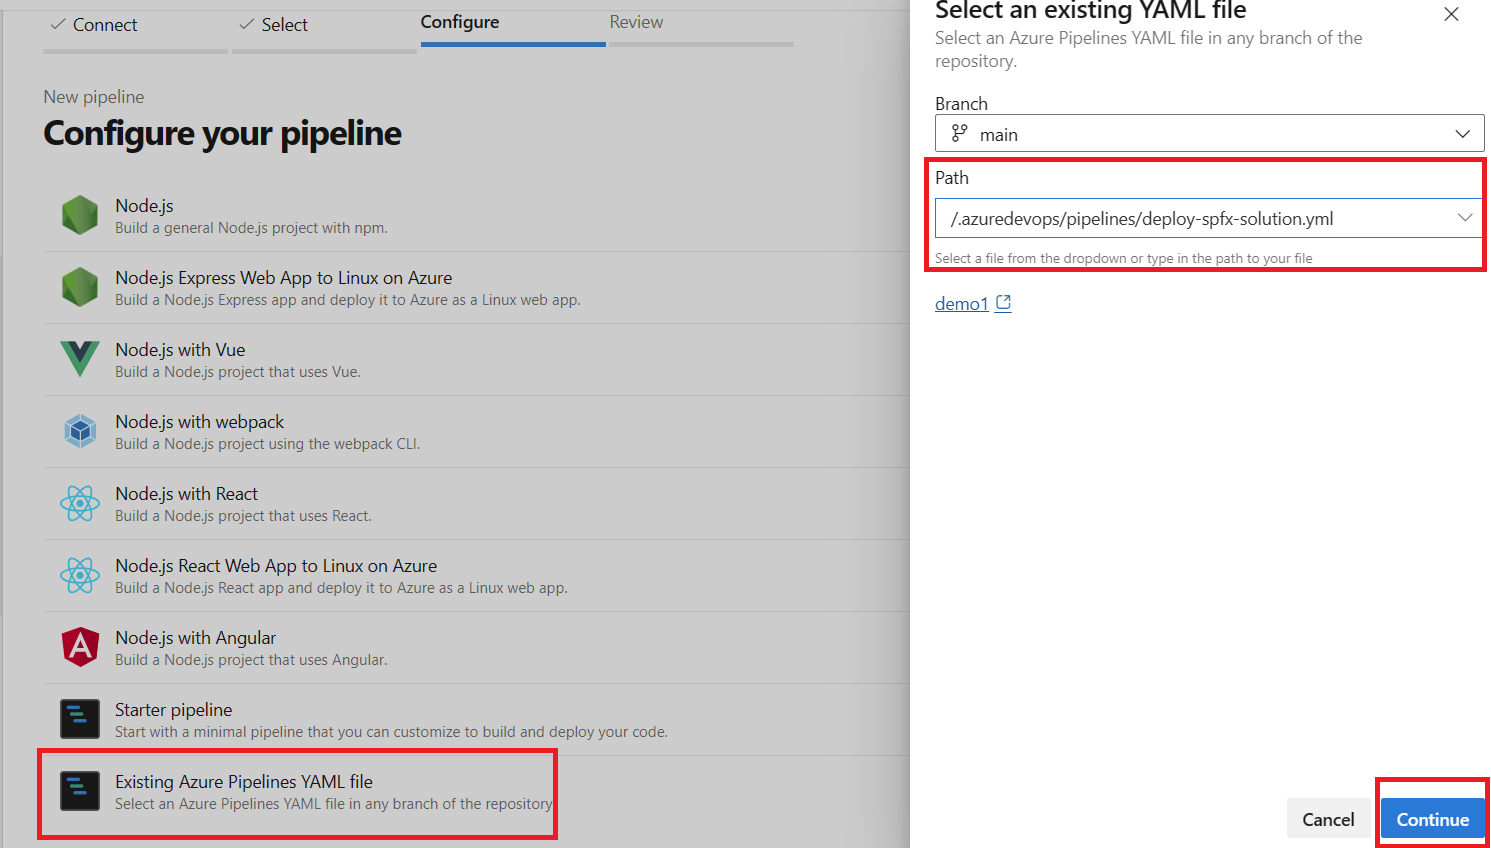 Connect
Select
Configure
Review
New pipeline
Configure your pipeline
Node.js
Build a general Node.js project with npm.
Node.js Express Web App to Linux on Azure
Build a Node.js Express app and deploy it to Azure as a Linux web app.
Node.js with Vue
Build a Node.js project that uses Vue.
Node.js with webpack
Build a Node.js project using the webpack CLI.
Node.js with React
Build a Node.js project that uses React.
Node.js React Web App to Linux on Azure
Build a Node.js React app and deploy it to Azure as a Linux web app.
Node.js with Angular
Build a Node.js project that uses Angular.
Starter pipeline
Start with a minimal pipeline that you can customize to build and deploy your code.
Existing Azure Pipelines YAML file
Select an Azure Pipelines YAML file in any branch of the repository
Select an existing YAML file
Select an Azure Pipelines YAML file in any branch of the
repository.
Branch
main
Path
/.azuredevops/pipelines/deploy-spfx-solution.yml
Select a file from the dropdown or type in the path to your file
demo1
Cancel
Continue